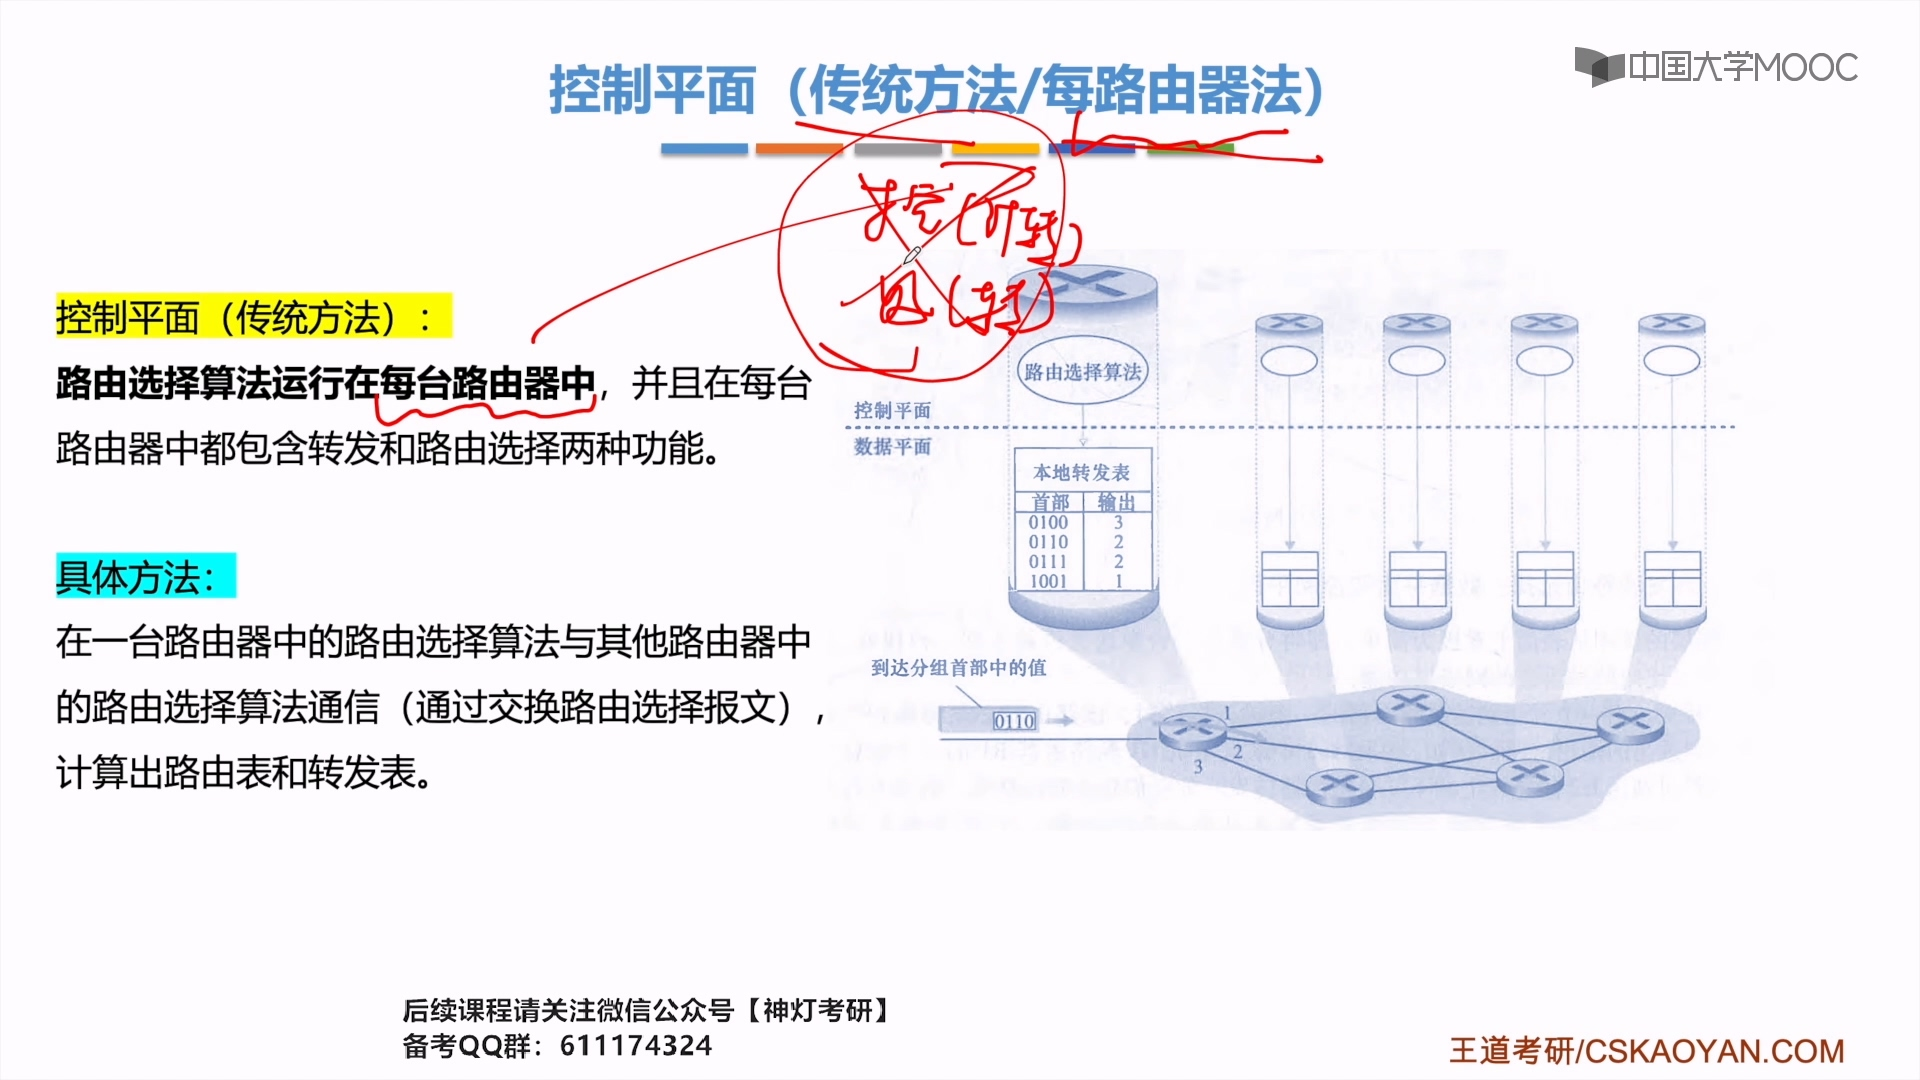 控制平面（传统方法/每路由器法）
中国大学MOOC
控制平面（传统方法）：
路由选择算法运行在每台路由器中，并且在每台
路由器中都包含转发和路由选择两种功能。
具体方法：
在一台路由器中的路由选择算法与其他路由器中
的路由选择算法通信（通过交换路由选择报文），
计算出路由表和转发表。
控(
(转)
路由选择算法
控制平面
数据平面
本地转发表
首部 输出
0100 3
0110 2
0111 2
1001 1
到达分组首部中的值
0110
1
2
3
后续课程请关注微信公众号【神灯考研】
备考QQ群：611174324
王道考研/CSKAOYAN.COM